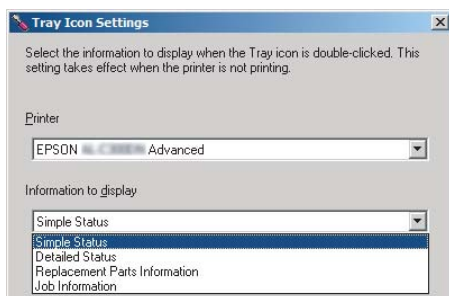 Tray Icon Settings
Select the information to display when the Tray icon is double-clicked. This
setting takes effect when the printer is not printing.
Printer
EPSON Advanced
Information to display
Simple Status
Simple Status
Detailed Status
Replacement Parts Information
Job Information